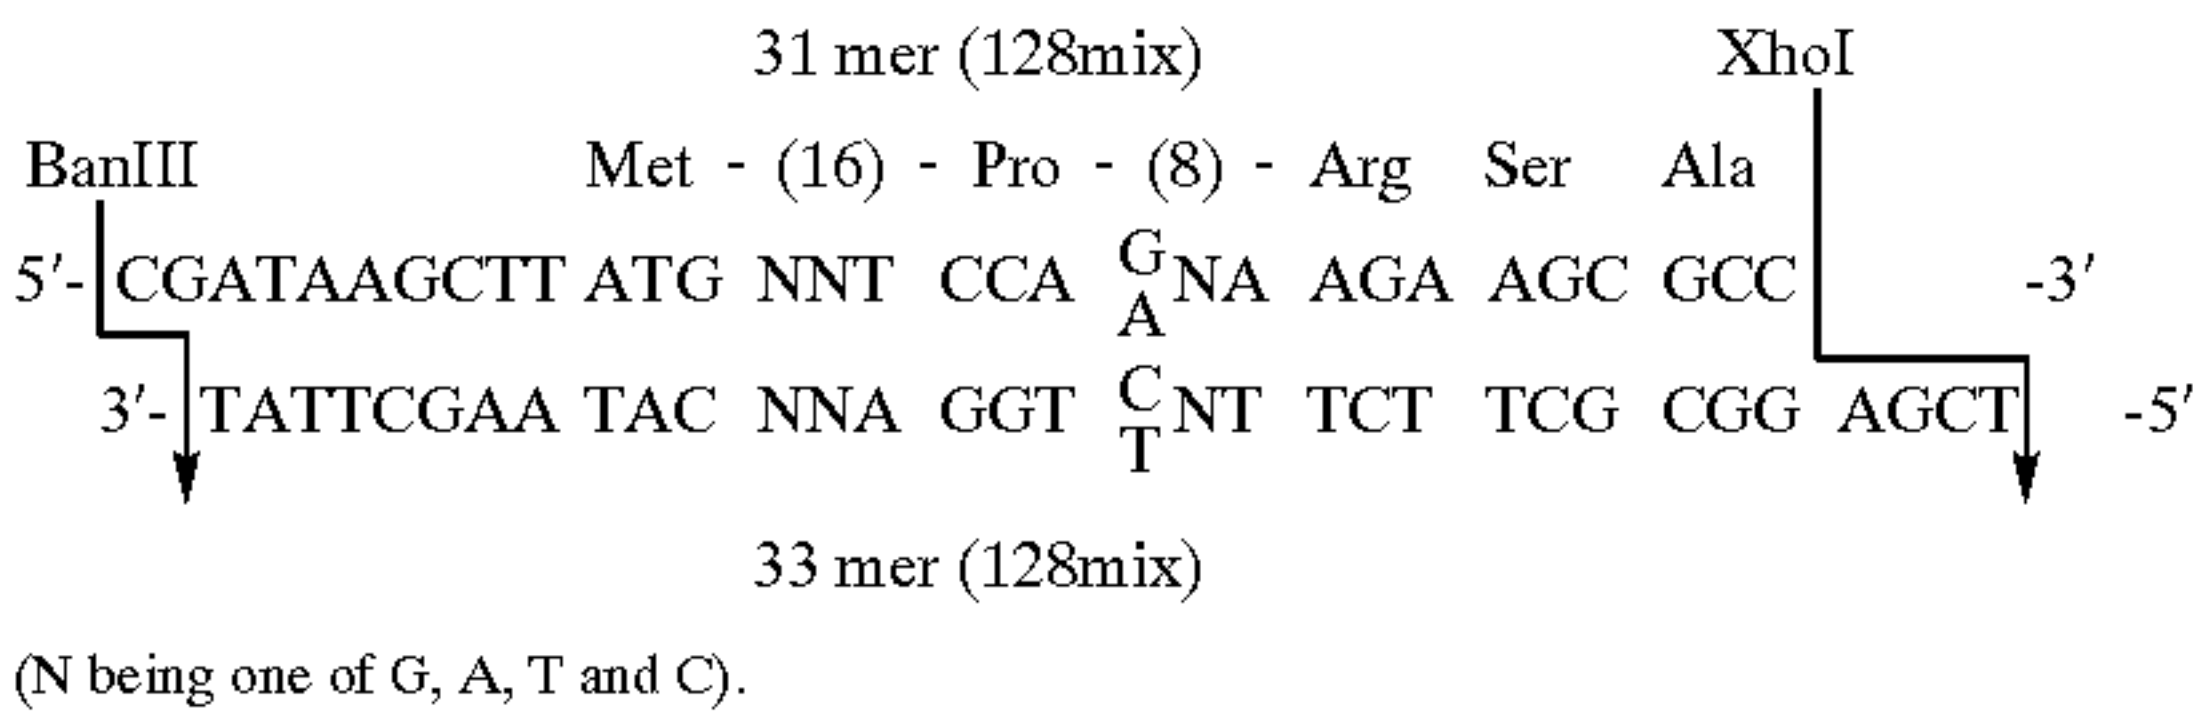 31 mer (128mix) XhoI
BanIII Met - (16) - Pro - (8) - Arg Ser Ala
G
5′- CGATAAGCTT ATG NNT CCA NA AGA AGC GCC -3′
A
C
3′- TATTCGAA TAC NNA GGT NT TCT TCG CGG AGCT -5′
T
33 mer (128mix)
(N being one of G, A, T and C).